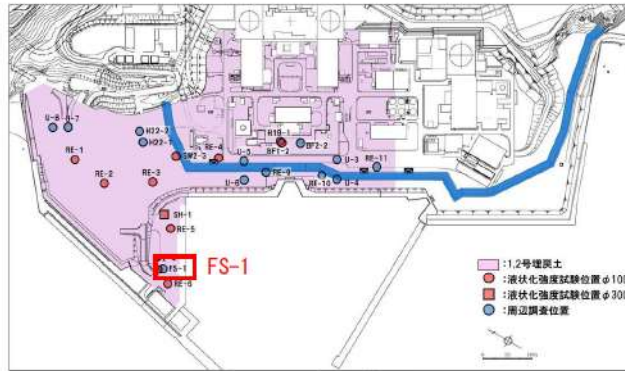 U-8 U-7
H22-2
H22-7
RE-1
RE-2
RE-3
SW2-3
RE-4
U-5
U-6
H19-1
BF1-2
BF2-2
RE-9
RE-10
U-3
U-4
RE-11
SH-1
RE-5
FS-1
FS-1
RE-6
:1,2号埋戻土
:液状化強度試験位置φ100
:液状化強度試験位置φ300
:周辺調査位置